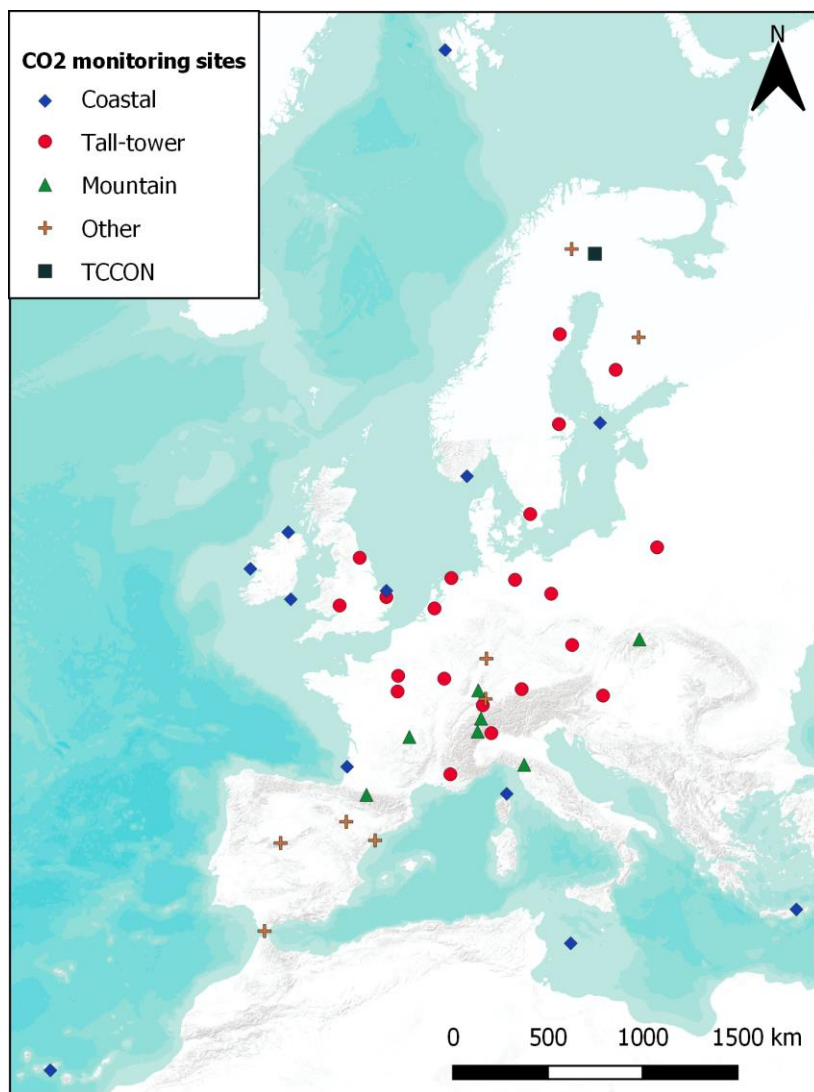 N
CO2 monitoring sites
Coastal
Tall-tower
Mountain
Other
TCCON
0 500 1000 1500 km